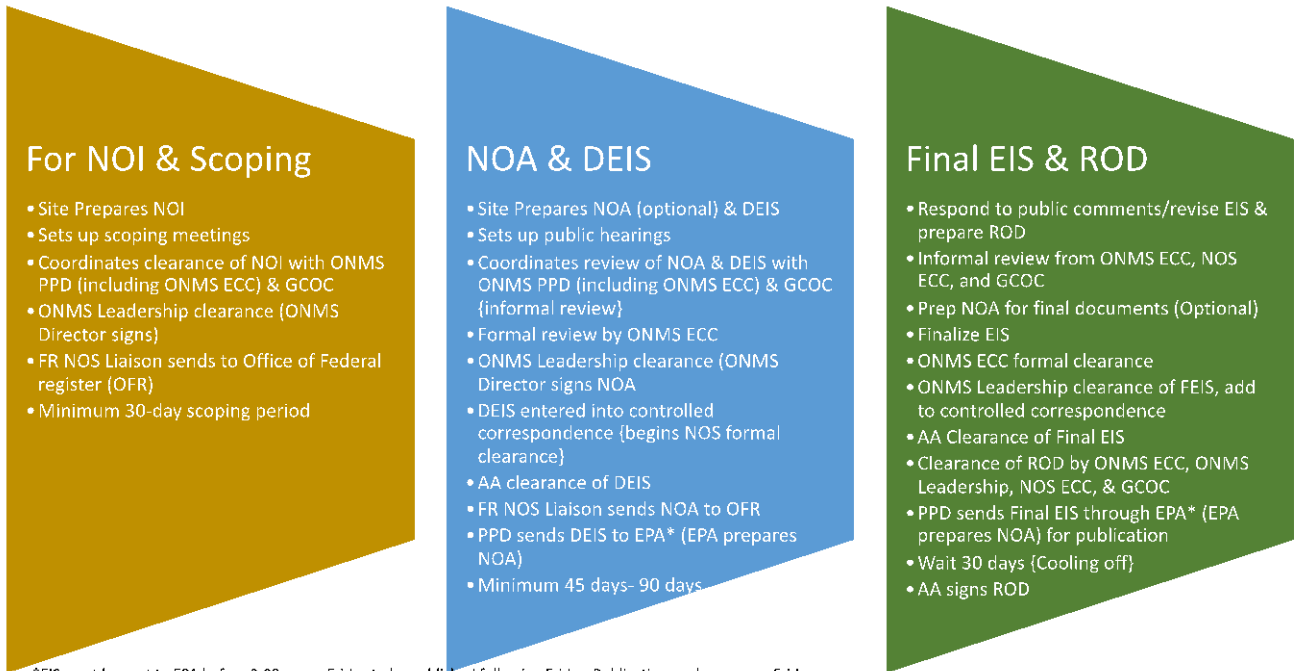 For NOI & Scoping
• Site Prepares NOI
• Sets up scoping meetings
• Coordinates clearance of NOI with ONMS
PPD (including ONMS ECC) & GCOC
• ONMS Leadership clearance (ONMS
Director signs)
• FR NOS Liaison sends to Office of Federal
register (OFR)
• Minimum 30-day scoping period
NOA & DEIS
• Site Prepares NOA (optional) & DEIS
• Sets up public hearings
• Coordinates review of NOA & DEIS with
ONMS PPD (including ONMS ECC) & GCOC
{informal review}
• Formal review by ONMS ECC
• ONMS Leadership clearance (ONMS
Director signs NOA
• DEIS entered into controlled
correspondence {begins NOS formal
clearance}
• AA clearance of DEIS
• FR NOS Liaison sends NOA to OFR
• PPD sends DEIS to EPA* (EPA prepares
NOA)
• Minimum 45 days- 90 days
Final EIS & ROD
• Respond to public comments/revise EIS &
prepare ROD
• Informal review from ONMS ECC, NOS
ECC, and GCOC
• Prep NOA for final documents (Optional)
• Finalize EIS
• ONMS ECC formal clearance
• ONMS Leadership clearance of FEIS, add
to controlled correspondence
• AA Clearance of Final EIS
• Clearance of ROD by ONMS ECC, ONMS
Leadership, NOS ECC, & GCOC
• PPD sends Final EIS through EPA* (EPA
prepares NOA) for publication
• Wait 30 days {Cooling off}
• AA signs ROD